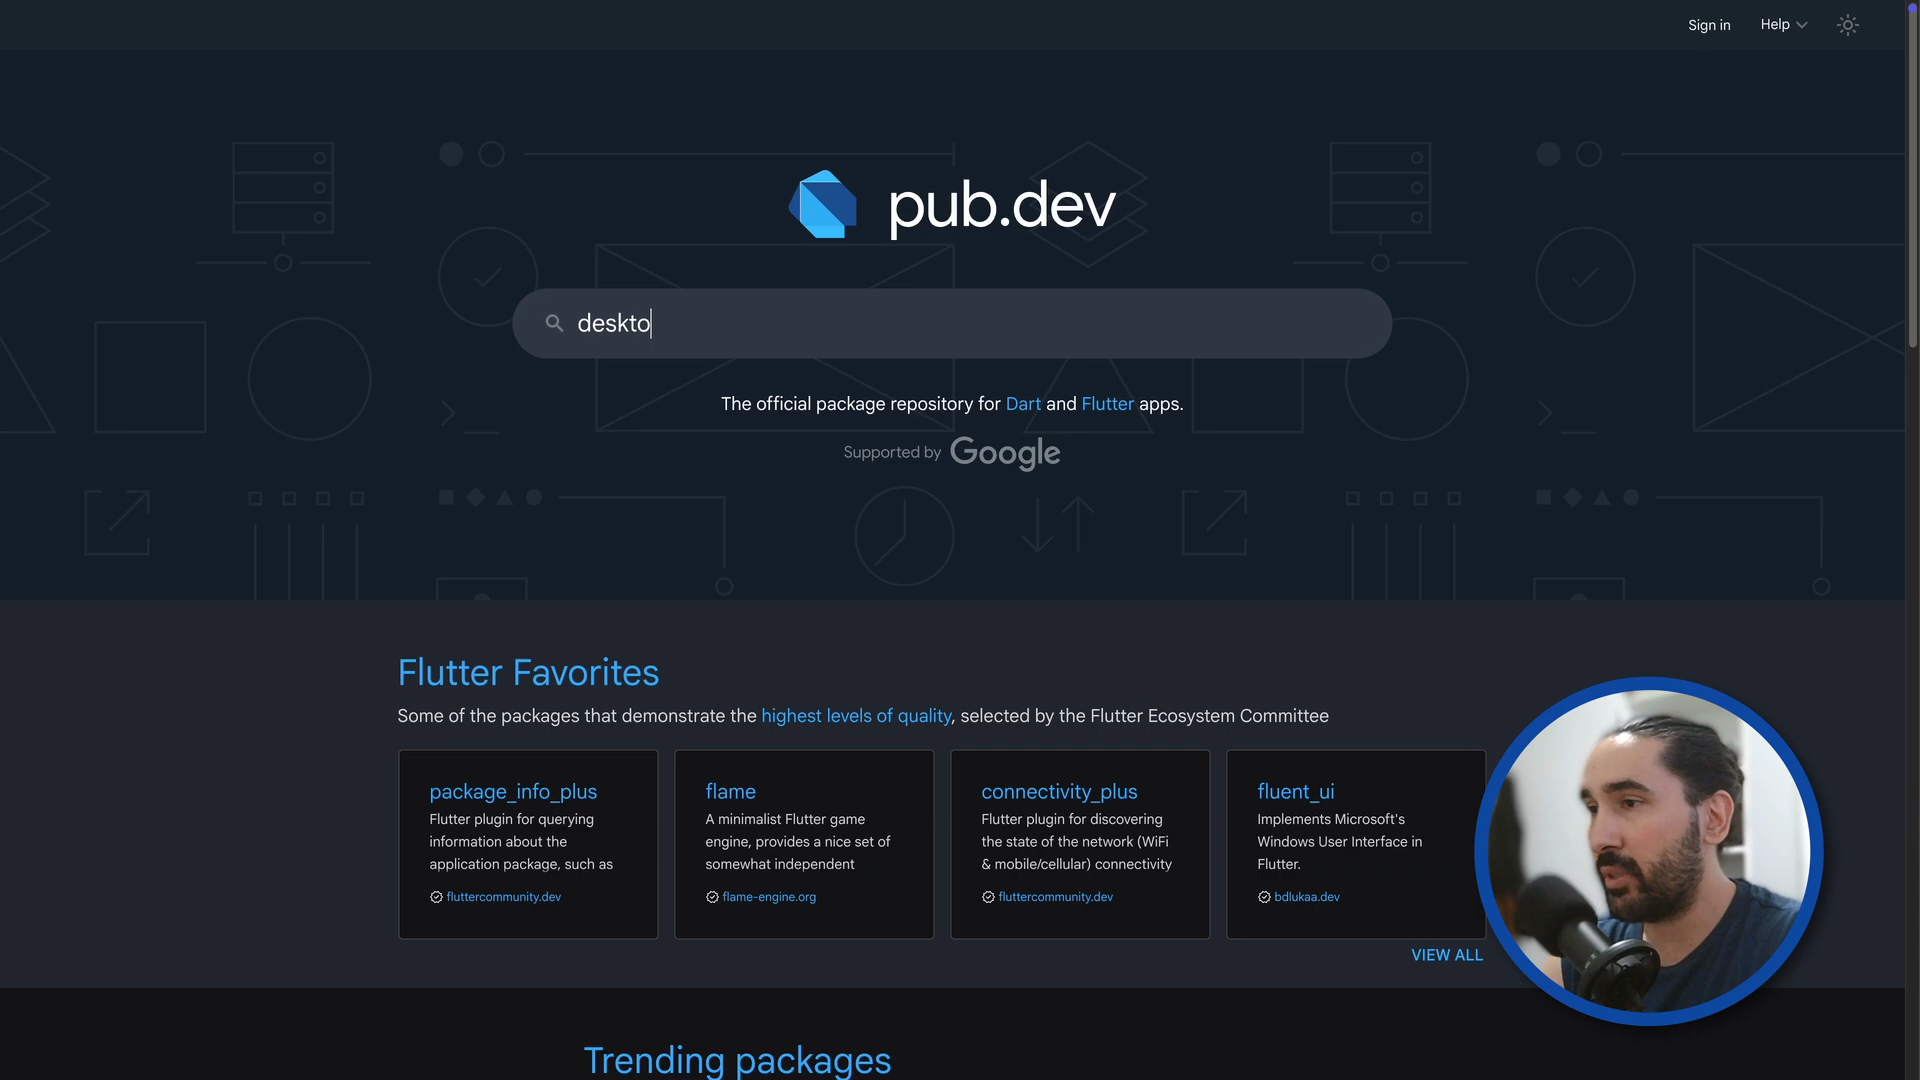 Sign in Help
pub.dev
deskto
The official package repository for Dart and Flutter apps.
Supported by Google
Flutter Favorites
Some of the packages that demonstrate the highest levels of quality, selected by the Flutter Ecosystem Committee
package_info_plus
Flutter plugin for querying
information about the
application package, such as
fluttercommunity.dev
flame
A minimalist Flutter game
engine, provides a nice set of
somewhat independent
flame-engine.org
connectivity_plus
Flutter plugin for discovering
the state of the network (WiFi
& mobile/cellular) connectivity
fluttercommunity.dev
fluent_ui
Implements Microsoft's
Windows User Interface in
Flutter.
bdlukaa.dev
VIEW ALL
Trending packages